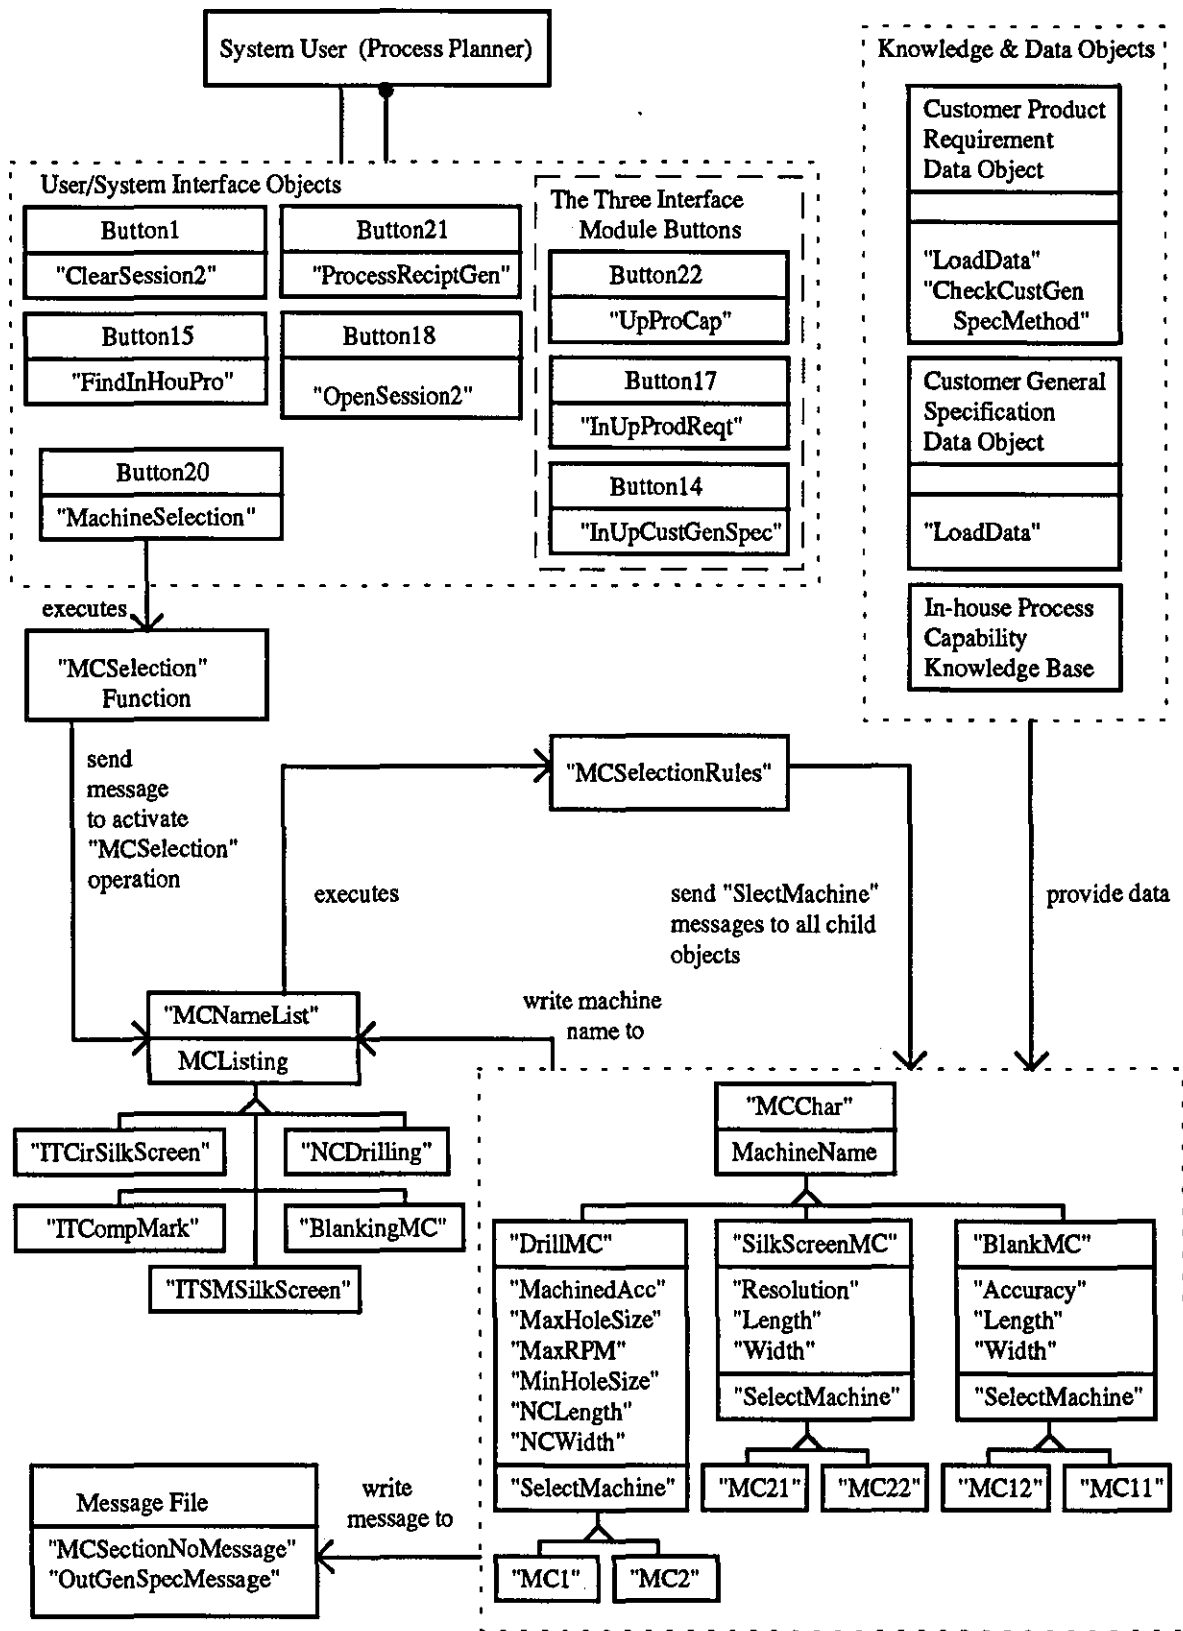 System User (Process Planner)
Knowledge & Data Objects
Customer Product
Requirement
Data Object
"LoadData"
"CheckCustGen
SpecMethod"
Customer General
Specification
Data Object
"LoadData"
In-house Process
Capability
Knowledge Base
User/System Interface Objects
Button1
"ClearSession2"
Button21
"ProcessReciptGen"
Button15
"FindInHouPro"
Button18
"OpenSession2"
Button20
"MachineSelection"
The Three Interface
Module Buttons
Button22
"UpProCap"
Button17
"InUpProdReqt"
Button14
"InUpCustGenSpec"
executes
"MCSelection"
Function
send
message
to activate
"MCSelection"
operation
executes
"MCSelectionRules"
send "SlectMachine"
messages to all child
objects
provide data
"MCNameList"
MCListing
write machine
name to
"ITCirSilkScreen"
"NCDrilling"
"ITCompMark"
"BlankingMC"
"ITSMSilkScreen"
"MCChar"
MachineName
"DrillMC"
"MachinedAcc"
"MaxHoleSize"
"MaxRPM"
"MinHoleSize"
"NCLength"
"NCWidth"
"SelectMachine"
"MC1"
"MC2"
"SilkScreenMC"
"Resolution"
"Length"
"Width"
"SelectMachine"
"MC21"
"MC22"
"BlankMC"
"Accuracy"
"Length"
"Width"
"SelectMachine"
"MC12"
"MC11"
write
message to
Message File
"MCSectionNoMessage"
"OutGenSpecMessage"